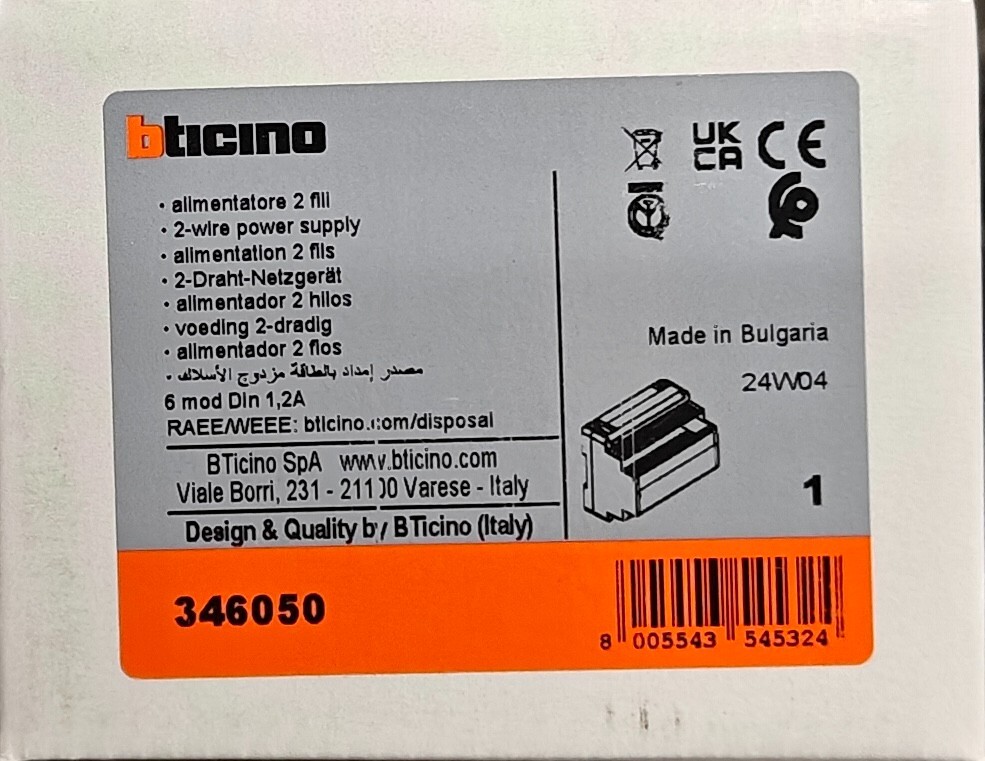 bticino
UK
CA CE
• alimentatore 2 fili
• 2-wire power supply
• alimentation 2 fils
• 2-Draht-Netzgerät
• alimentador 2 hilos
• voeding 2-dradig
• alimentador 2 fios
• مصدر إمداد بالطاقة مزدوج الأسلاك
6 mod Din 1,2A
RAEE/WEEE: bticino.com/disposal
BTicino SpA www.bticino.com
Viale Borri, 231 - 21100 Varese - Italy
Design & Quality by BTicino (Italy)
Made in Bulgaria
24W04
1
346050
8 005543 545324